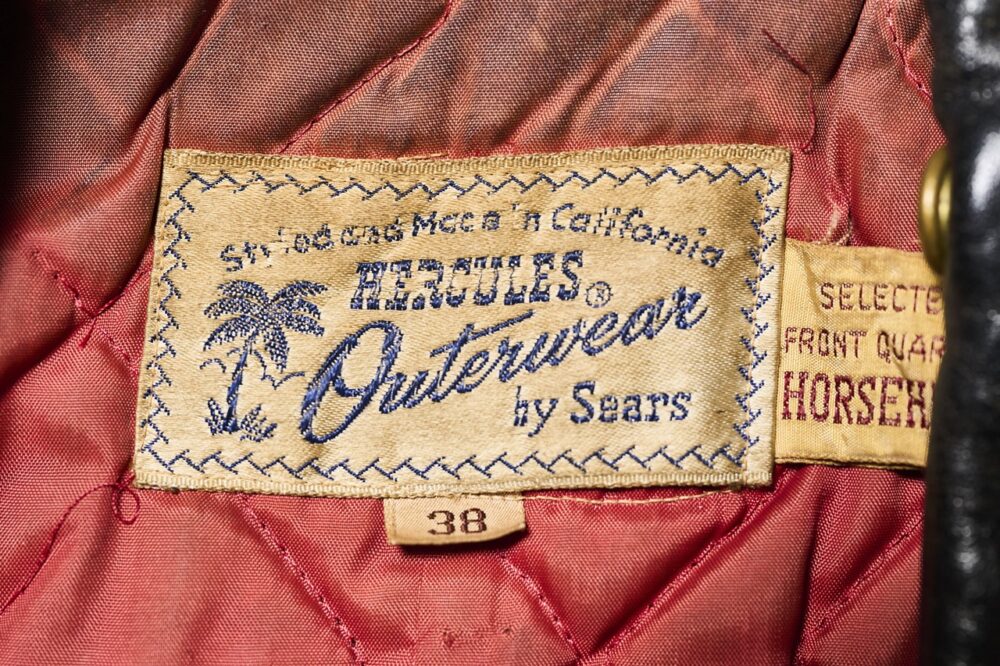 Styled and Made in California
HERCULES®
Outerwear
by Sears
38
SELECTE
FRONT QUAR
HORSEH